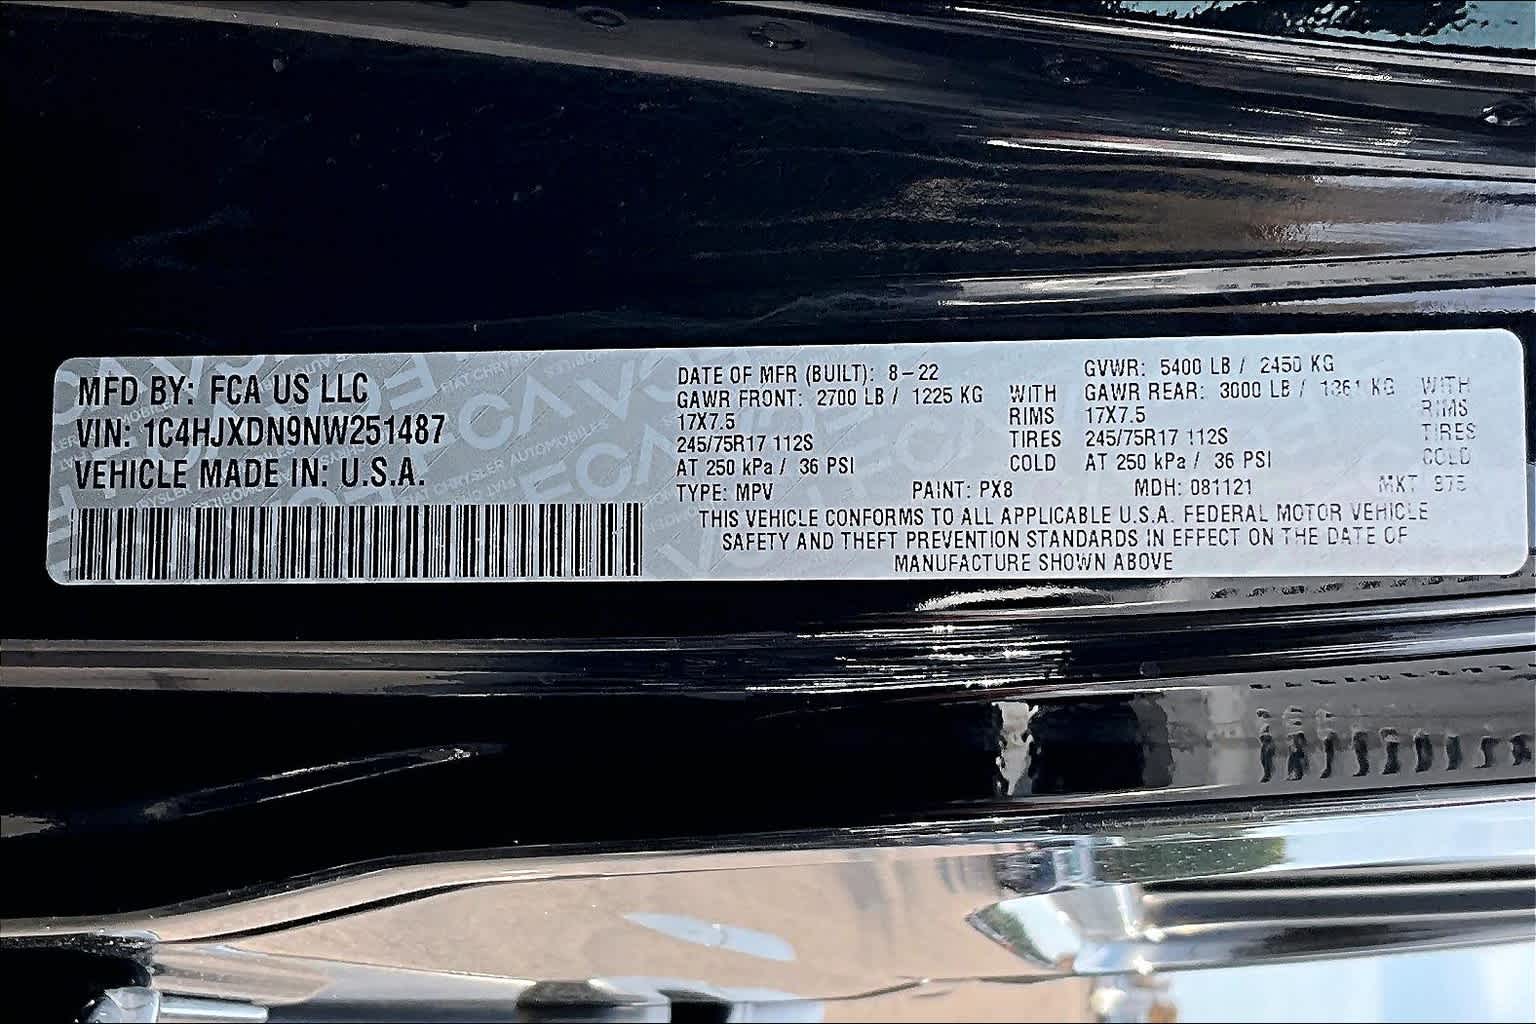 MFD BY: FCA US LLC
VIN: 1C4HJXDN9NW251487
VEHICLE MADE IN: U.S.A.
DATE OF MFR (BUILT): 8-22 GVWR: 5400 LB / 2450 KG
GAWR FRONT: 2700 LB / 1225 KG WITH GAWR REAR: 3000 LB / 1361 KG WITH
17X7.5 RIMS 17X7.5 RIMS
245/75R17 112S TIRES 245/75R17 112S TIRES
AT 250 kPa / 36 PSI COLD AT 250 kPa / 36 PSI COLD
TYPE: MPV PAINT: PX8 MDH: 081121 MKT
THIS VEHICLE CONFORMS TO ALL APPLICABLE U.S.A. FEDERAL MOTOR VEHICLE
SAFETY AND THEFT PREVENTION STANDARDS IN EFFECT ON THE DATE OF
MANUFACTURE SHOWN ABOVE